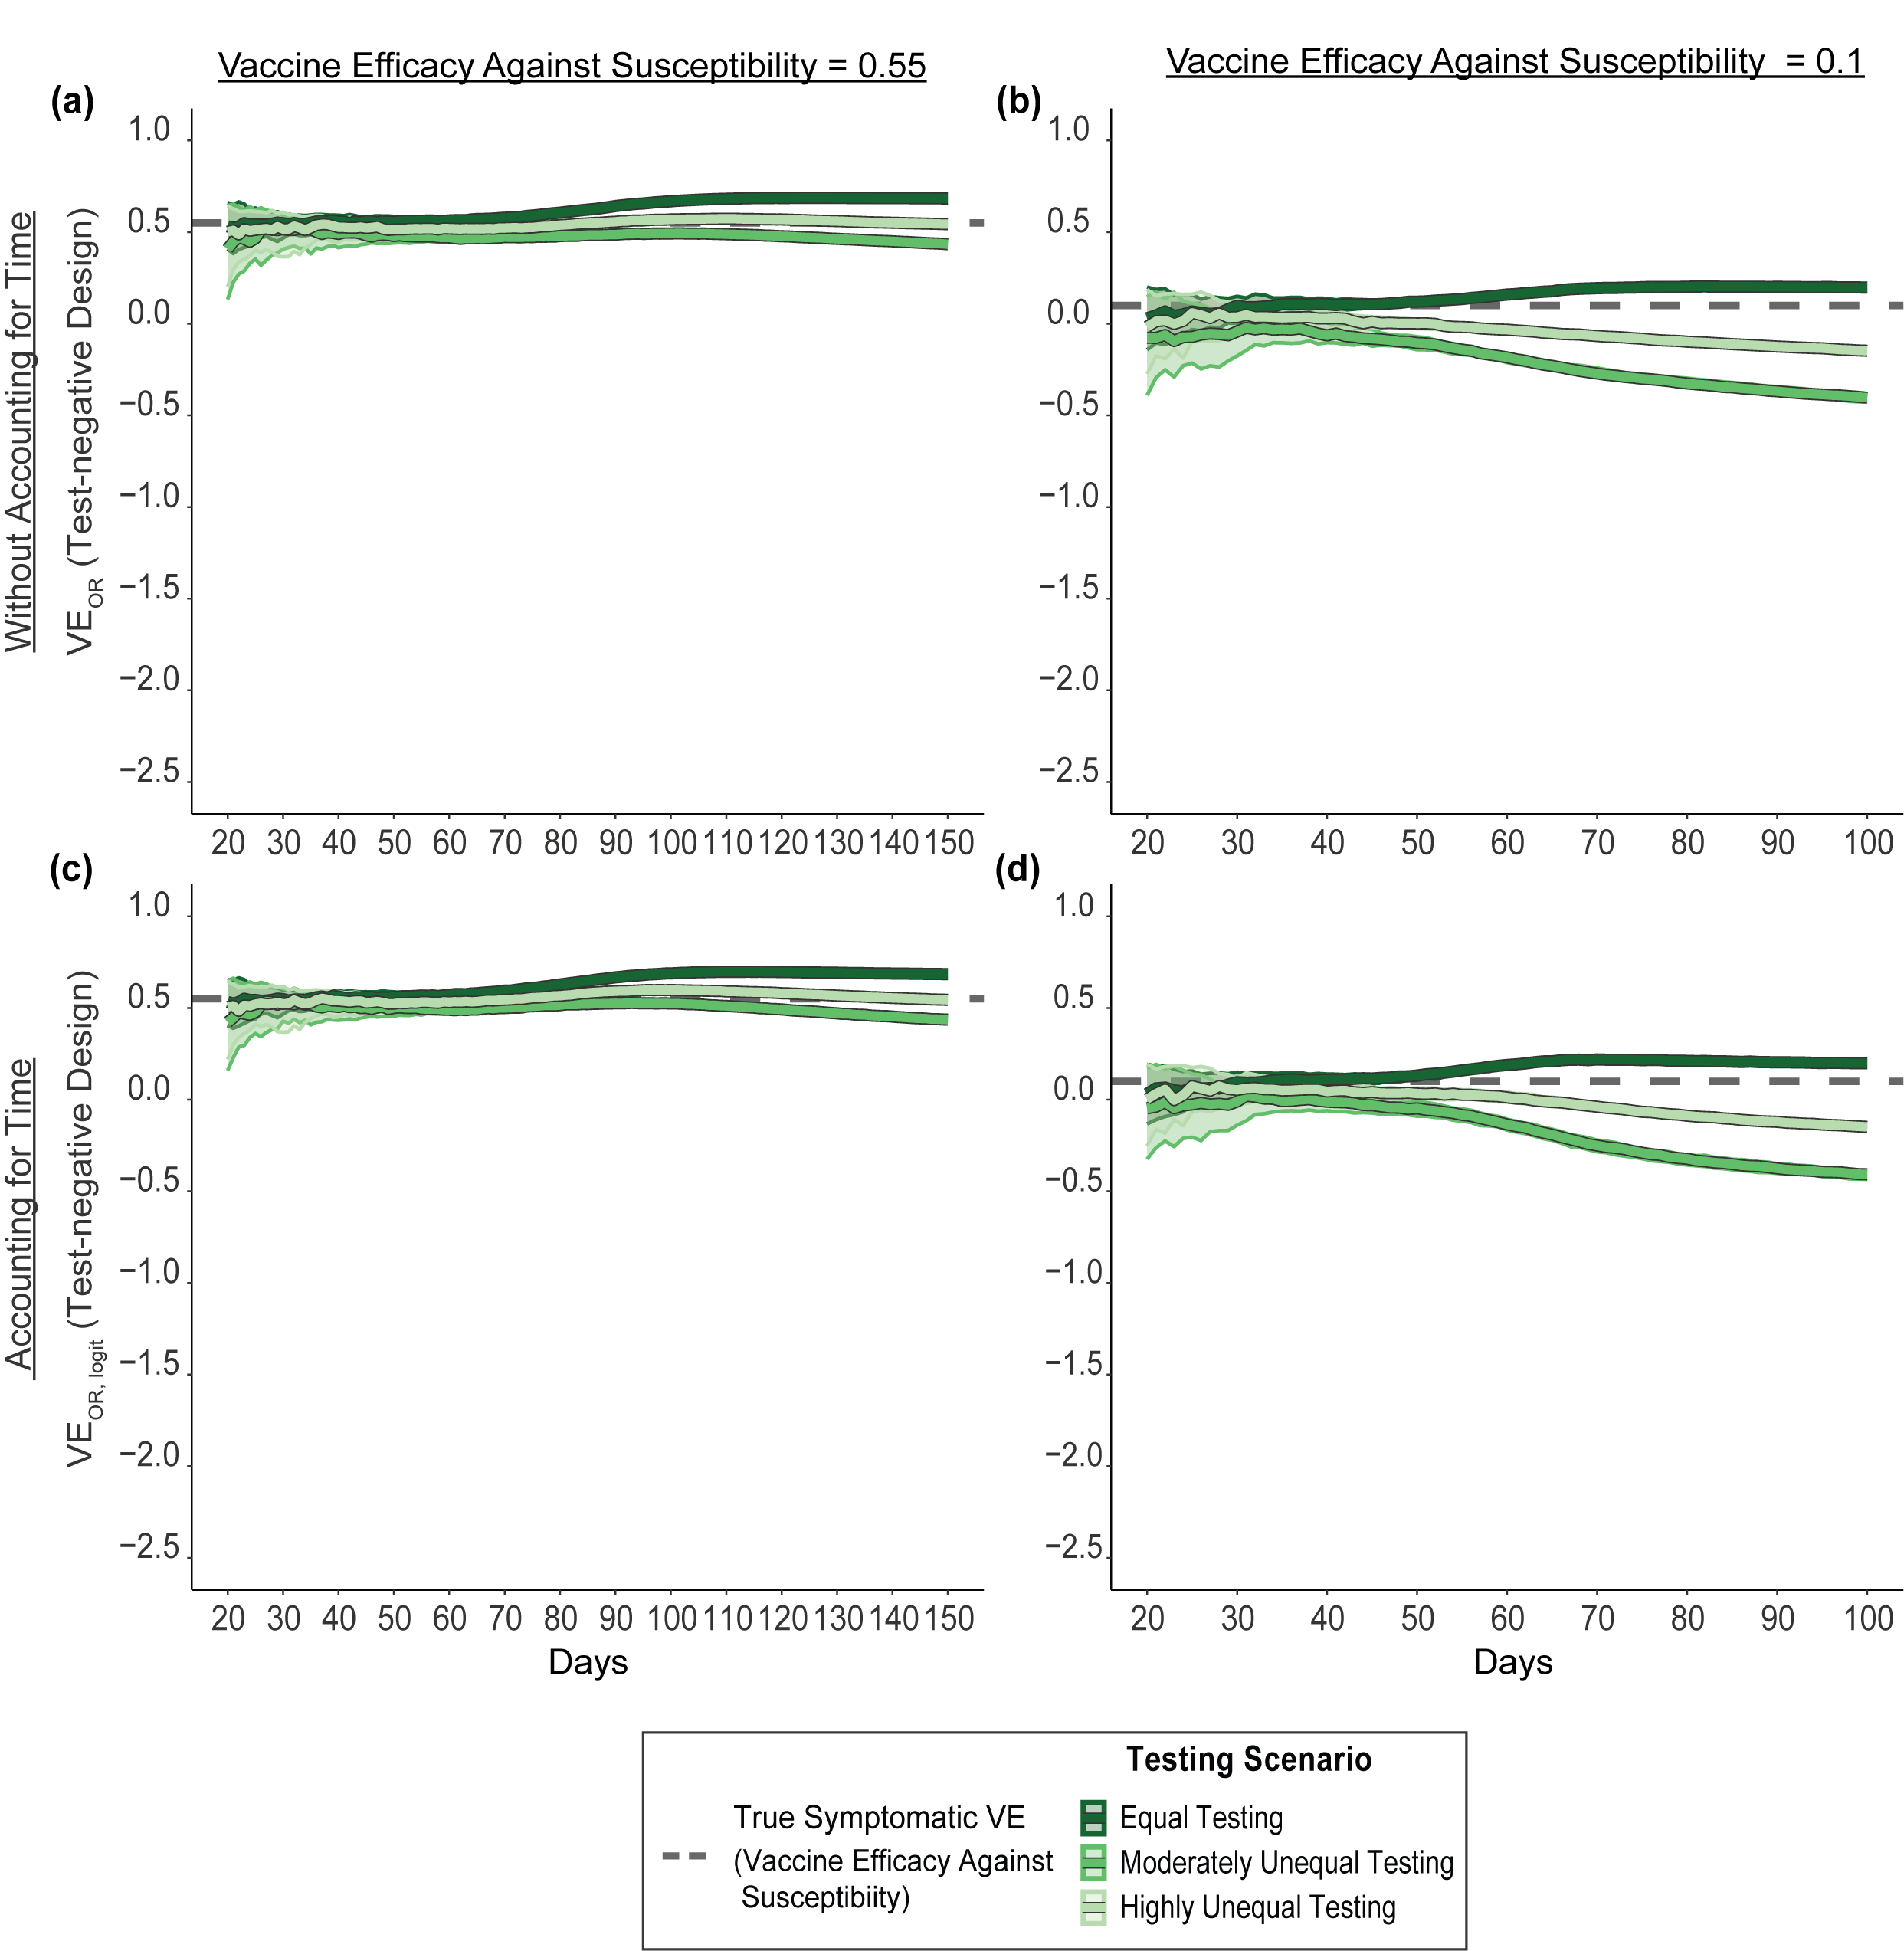 Vaccine Efficacy Against Susceptibility = 0.55
Vaccine Efficacy Against Susceptibility = 0.1
(a)
Without Accounting for Time
VE_OR (Test-negative Design)
1.0
0.5
0.0
−0.5
−1.0
−1.5
−2.0
−2.5
20 30 40 50 60 70 80 90 100 110 120 130 140 150
(b)
1.0
0.5
0.0
−0.5
−1.0
−1.5
−2.0
−2.5
20 30 40 50 60 70 80 90 100
(c)
Accounting for Time
VE_OR, logit (Test-negative Design)
1.0
0.5
0.0
−0.5
−1.0
−1.5
−2.0
−2.5
20 30 40 50 60 70 80 90 100 110 120 130 140 150
Days
(d)
1.0
0.5
0.0
−0.5
−1.0
−1.5
−2.0
−2.5
20 30 40 50 60 70 80 90 100
Days
True Symptomatic VE
(Vaccine Efficacy Against
Susceptibiity)
Testing Scenario
Equal Testing
Moderately Unequal Testing
Highly Unequal Testing